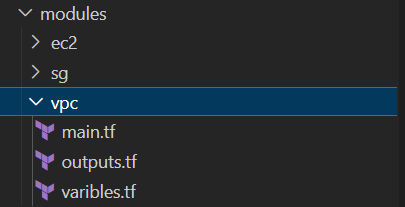 modules
ec2
sg
vpc
main.tf
outputs.tf
varibles.tf